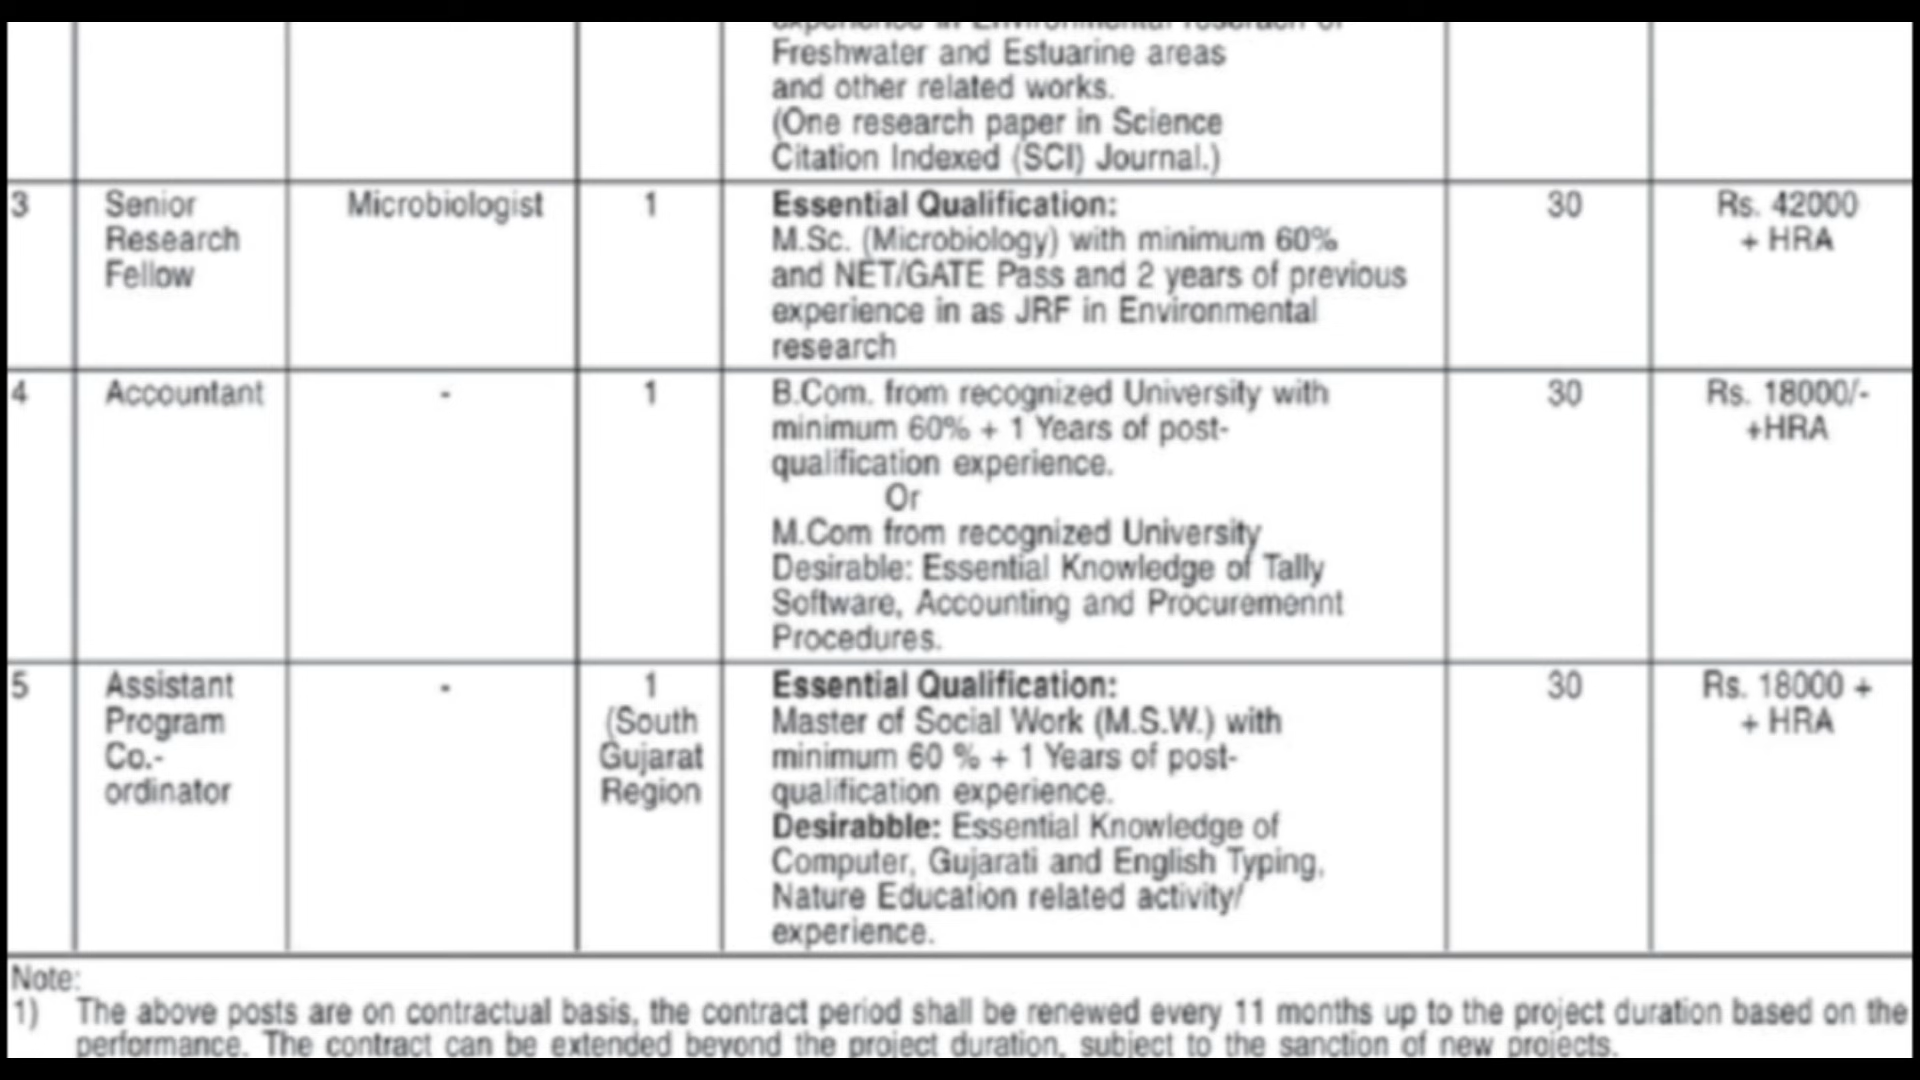 experience in Environmental reserach of
Freshwater and Estuarine areas
and other related works.
(One research paper in Science
Citation Indexed (SCI) Journal.)
3 Senior Microbiologist 1 Essential Qualification: 30 Rs. 42000
Research M.Sc. (Microbiology) with minimum 60% + HRA
Fellow and NET/GATE Pass and 2 years of previous
experience in as JRF in Environmental
research
4 Accountant - 1 B.Com. from recognized University with 30 Rs. 18000/-
minimum 60% + 1 Years of post- +HRA
qualification experience.
Or
M.Com from recognized University
Desirable: Essential Knowledge of Tally
Software, Accounting and Procuremennt
Procedures.
5 Assistant - 1 Essential Qualification: 30 Rs. 18000 +
Program (South Master of Social Work (M.S.W.) with + HRA
Co.- Gujarat minimum 60 % + 1 Years of post-
ordinator Region qualification experience.
Desirabble: Essential Knowledge of
Computer, Gujarati and English Typing,
Nature Education related activity/
experience.
Note:
1) The above posts are on contractual basis, the contract period shall be renewed every 11 months up to the project duration based on the
performance. The contract can be extended beyond the project duration, subject to the sanction of new projects.